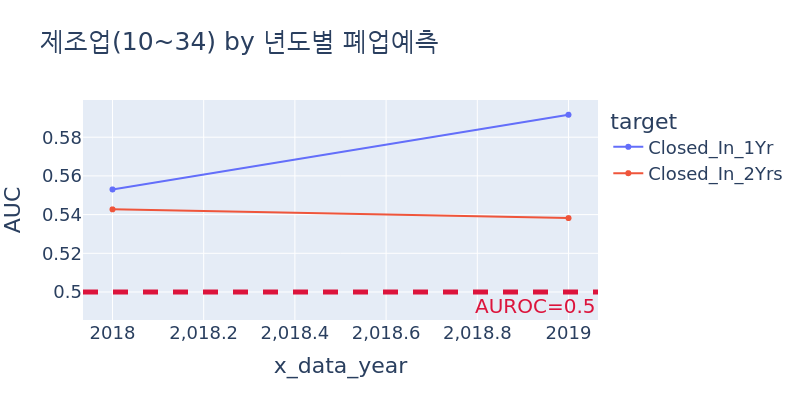 제조업(10~34) by 년도별 폐업예측
target
Closed_In_1Yr
Closed_In_2Yrs
AUC
0.58
0.56
0.54
0.52
0.5
AUROC=0.5
2018 2,018.2 2,018.4 2,018.6 2,018.8 2019
x_data_year